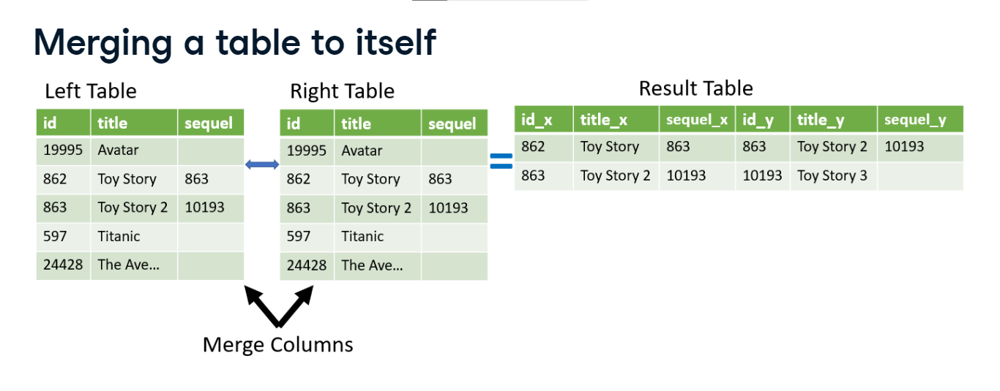 Merging a table to itself
Left Table
id title sequel
19995 Avatar
862 Toy Story 863
863 Toy Story 2 10193
597 Titanic
24428 The Ave...
Right Table
id title sequel
19995 Avatar
862 Toy Story 863
863 Toy Story 2 10193
597 Titanic
24428 The Ave...
=
Result Table
id_x title_x sequel_x id_y title_y sequel_y
862 Toy Story 863 863 Toy Story 2 10193
863 Toy Story 2 10193 10193 Toy Story 3
Merge Columns